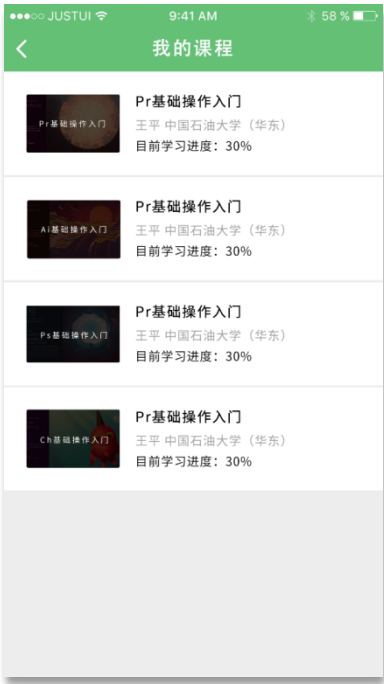 JUSTUI 9:41 AM 58 %
我的课程
Pr基础操作入门
Pr基础操作入门
王平 中国石油大学（华东）
目前学习进度：30%
Ai基础操作入门
Pr基础操作入门
王平 中国石油大学（华东）
目前学习进度：30%
Ps基础操作入门
Pr基础操作入门
王平 中国石油大学（华东）
目前学习进度：30%
Ch基础操作入门
Pr基础操作入门
王平 中国石油大学（华东）
目前学习进度：30%